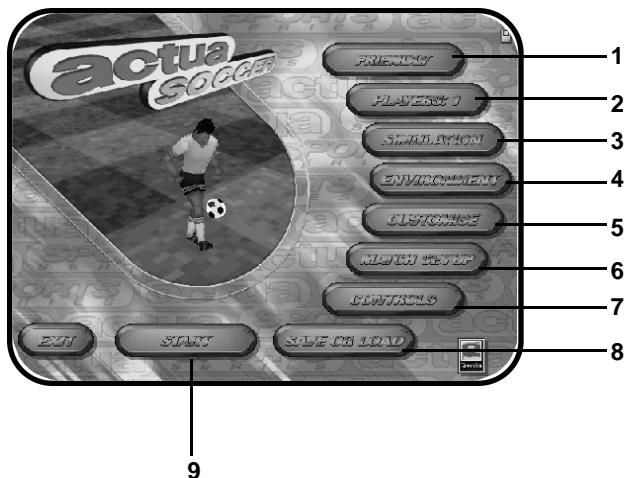 actua
SOCCER
FRIENDLY
PLAYERS: 1
SIMULATION
ENVIRONMENT
CUSTOMISE
MATCH SETUP
CONTROLS
EXIT
START
SAVE OR LOAD
1
2
3
4
5
6
7
8
9